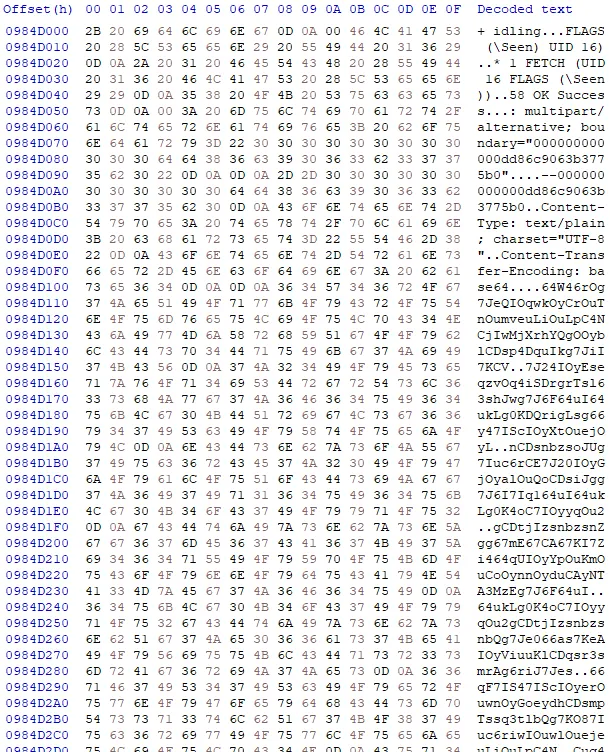 Offset(h) 00 01 02 03 04 05 06 07 08 09 0A 0B 0C 0D 0E 0F Decoded text
0984D000 2B 20 69 64 6C 69 6E 67 0D 0A 00 46 4C 41 47 53 + idling...FLAGS
0984D010 20 28 5C 53 65 65 6E 29 20 55 49 44 20 31 36 29 (\Seen) UID 16)
0984D020 0D 0A 2A 20 31 20 46 45 54 43 48 20 28 55 49 44 ..* 1 FETCH (UID
0984D030 20 31 36 20 46 4C 41 47 53 20 28 5C 53 65 65 6E 16 FLAGS (\Seen
0984D040 29 29 0D 0A 35 38 20 4F 4B 20 53 75 63 63 65 73 ))..58 OK Succes
0984D050 73 0D 0A 00 3A 20 6D 75 6C 74 69 70 61 72 74 2F s...: multipart/
0984D060 61 6C 74 65 72 6E 61 74 69 76 65 3B 20 62 6F 75 alternative; bou
0984D070 6E 64 61 72 79 3D 22 30 30 30 30 30 30 30 30 30 ndary="000000000
0984D080 30 30 30 64 64 38 36 63 39 30 36 33 62 33 37 37 000dd86c9063b377
0984D090 35 62 30 22 0D 0A 0D 0A 2D 2D 30 30 30 30 30 30 5b0"....--000000
0984D0A0 30 30 30 30 30 30 64 64 38 36 63 39 30 36 33 62 000000dd86c9063b
0984D0B0 33 37 37 35 62 30 0D 0A 43 6F 6E 74 65 6E 74 2D 3775b0..Content-
0984D0C0 54 79 70 65 3A 20 74 65 78 74 2F 70 6C 61 69 6E Type: text/plain
0984D0D0 3B 20 63 68 61 72 73 65 74 3D 22 55 54 46 2D 38 ; charset="UTF-8
0984D0E0 22 0D 0A 43 6F 6E 74 65 6E 74 2D 54 72 61 6E 73 "..Content-Trans
0984D0F0 66 65 72 2D 45 6E 63 6F 64 69 6E 67 3A 20 62 61 fer-Encoding: ba
0984D100 73 65 36 34 0D 0A 0D 0A 36 34 57 34 36 72 4F 67 se64....64W46rOg
0984D110 37 4A 65 51 49 4F 71 77 6B 4F 79 43 72 4F 75 54 7JeQIOqwkOyCrOuT
0984D120 6E 4F 75 6D 76 65 75 4C 69 4F 75 4C 70 43 34 4E nOumveuLiOuLpC4N
0984D130 43 6A 49 77 4D 6A 58 72 68 59 51 67 4F 4F 79 62 CjIwMjXrhYQgOOyb
0984D140 6C 43 44 73 70 34 44 71 75 49 6B 67 37 4A 69 49 lCDsp4DquIkg7JiI
0984D150 37 4B 43 56 0D 0A 37 4A 32 34 49 4F 79 45 73 65 7KCV..7J24IOyEse
0984D160 71 7A 76 4F 71 34 69 53 44 72 67 72 54 73 6C 36 qzvOq4iSDrgrTsl6
0984D170 33 73 68 4A 77 67 37 4A 36 46 36 34 75 49 36 34 3shJwg7J6F64uI64
0984D180 75 6B 4C 67 30 4B 44 51 72 69 67 4C 73 67 36 36 ukLg0KDQrigLsg66
0984D190 79 34 37 49 53 63 49 4F 79 58 74 4F 75 65 6A 4F y47IScIOyXtOuejO
0984D1A0 79 4C 0D 0A 6E 43 44 73 6E 62 7A 73 6F 4A 55 67 yL..nCDsnbzsoJUg
0984D1B0 37 49 75 63 36 72 43 45 37 4A 32 30 49 4F 79 47 7Iuc6rCE7J20IOyG
0984D1C0 6A 4F 79 61 6C 4F 75 51 6F 43 44 73 69 4A 67 67 jOyalOuQoCDsiJgg
0984D1D0 37 4A 36 49 37 49 71 31 36 34 75 49 36 34 75 6B 7J6I7Iq164uI64uk
0984D1E0 4C 67 30 4B 34 6F 43 37 49 4F 79 79 71 4F 75 32 Lg0K4oC7IOyyqOu2
0984D1F0 0D 0A 67 43 44 74 6A 49 7A 73 6E 62 7A 73 6E 5A ..gCDtjIzsnbzsnZ
0984D200 67 67 36 37 6D 45 36 37 43 41 36 37 4B 49 37 5A gg67mE67CA67KI7Z
0984D210 69 34 36 34 71 55 49 4F 79 59 70 4F 75 4B 6D 4F i464qUIOyYpOuKmO
0984D220 75 43 6F 4F 79 6E 6E 4F 79 64 75 43 41 79 4E 54 uCoOynnOyduCAyNT
0984D230 41 33 4D 7A 45 67 37 4A 36 46 36 34 75 49 0D 0A A3MzEg7J6F64uI..
0984D240 36 34 75 6B 4C 67 30 4B 34 6F 43 37 49 4F 79 79 64ukLg0K4oC7IOyy
0984D250 71 4F 75 32 67 43 44 74 6A 49 7A 73 6E 62 7A 73 qOu2gCDtjIzsnbzs
0984D260 6E 62 51 67 37 4A 65 30 36 36 61 73 37 4B 65 41 nbQg7Je066as7KeA
0984D270 49 4F 79 56 69 75 75 4B 6C 43 44 71 73 72 33 73 IOyViuuKlCDqsr3s
0984D280 6D 72 41 67 36 72 69 4A 37 4A 65 73 0D 0A 36 36 mrAg6riJ7Jes..66
0984D290 71 46 37 49 53 34 37 49 53 63 49 4F 79 65 72 4F qF7IS47IScIOyerO
0984D2A0 75 77 6E 4F 79 47 6F 65 79 64 68 43 44 73 6D 70 uwnOyGoeydhCDsmp
0984D2B0 54 73 73 71 33 74 6C 62 51 67 37 4B 4F 38 37 49 Tssq3tlbQg7KO87I
0984D2C0 75 63 36 72 69 77 49 4F 75 77 6C 4F 75 65 6A 65 uc6riwIOuwlOueje